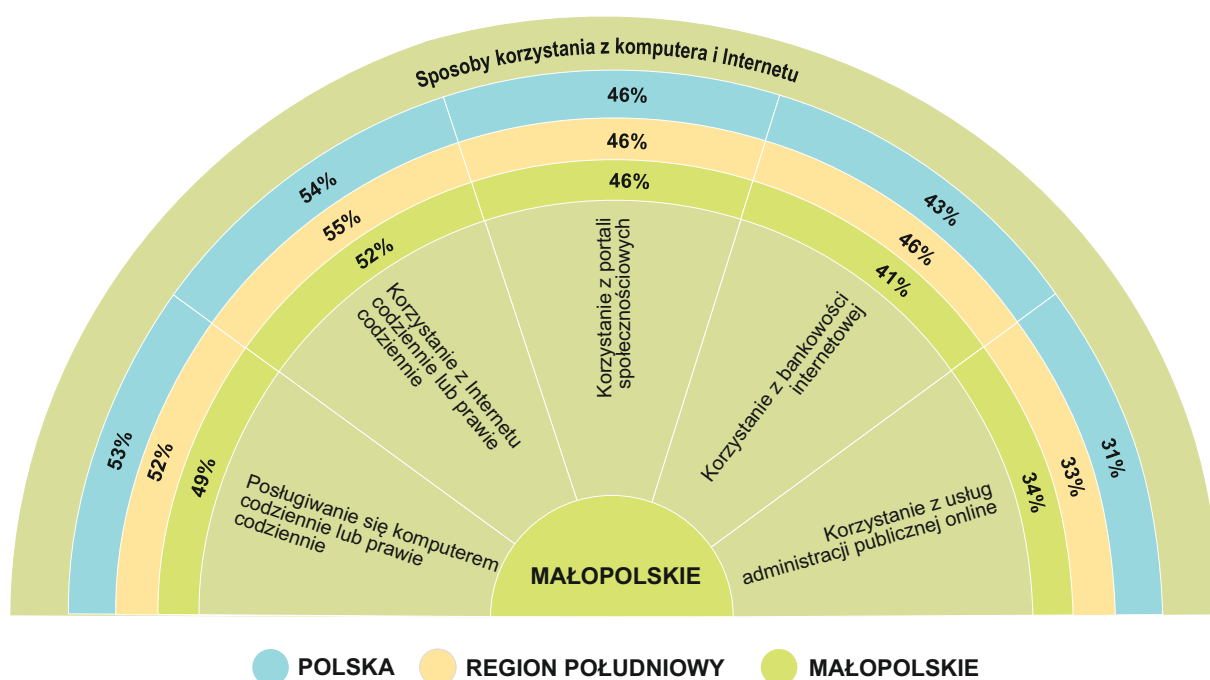 Sposoby korzystania z komputera i Internetu
46%
46%
46%
54%
55%
52%
43%
46%
41%
53%
52%
49%
31%
33%
34%
Posługiwanie się komputerem
codziennie lub prawie
codziennie
Korzystanie z Internetu
codziennie lub prawie
codziennie
Korzystanie z portali
społecznościowych
Korzystanie z bankowości
internetowej
Korzystanie z usług
administracji publicznej online
MAŁOPOLSKIE
POLSKA
REGION POŁUDNIOWY
MAŁOPOLSKIE